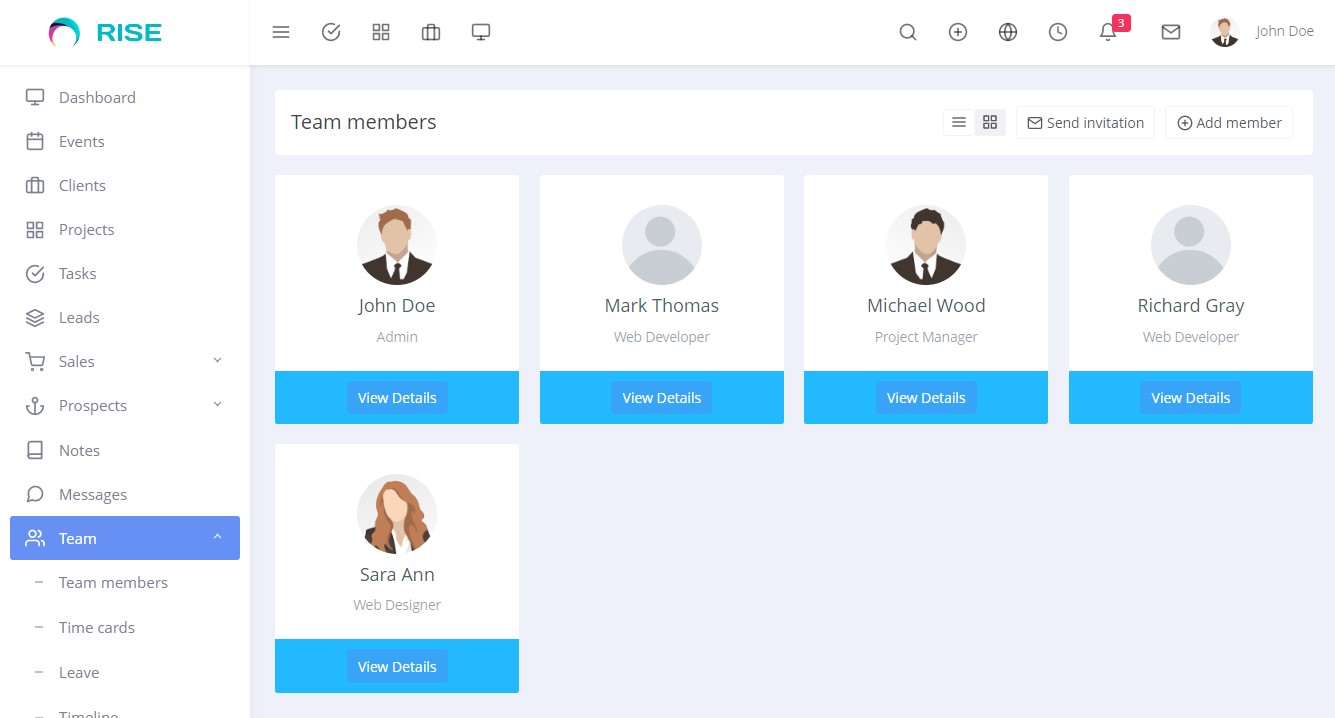 RISE
3
John Doe
Dashboard
Events
Clients
Projects
Tasks
Leads
Sales
Prospects
Notes
Messages
Team
Team members
Time cards
Leave
Timeline
Team members
Send invitation
Add member
John Doe
Admin
View Details
Mark Thomas
Web Developer
View Details
Michael Wood
Project Manager
View Details
Richard Gray
Web Developer
View Details
Sara Ann
Web Designer
View Details